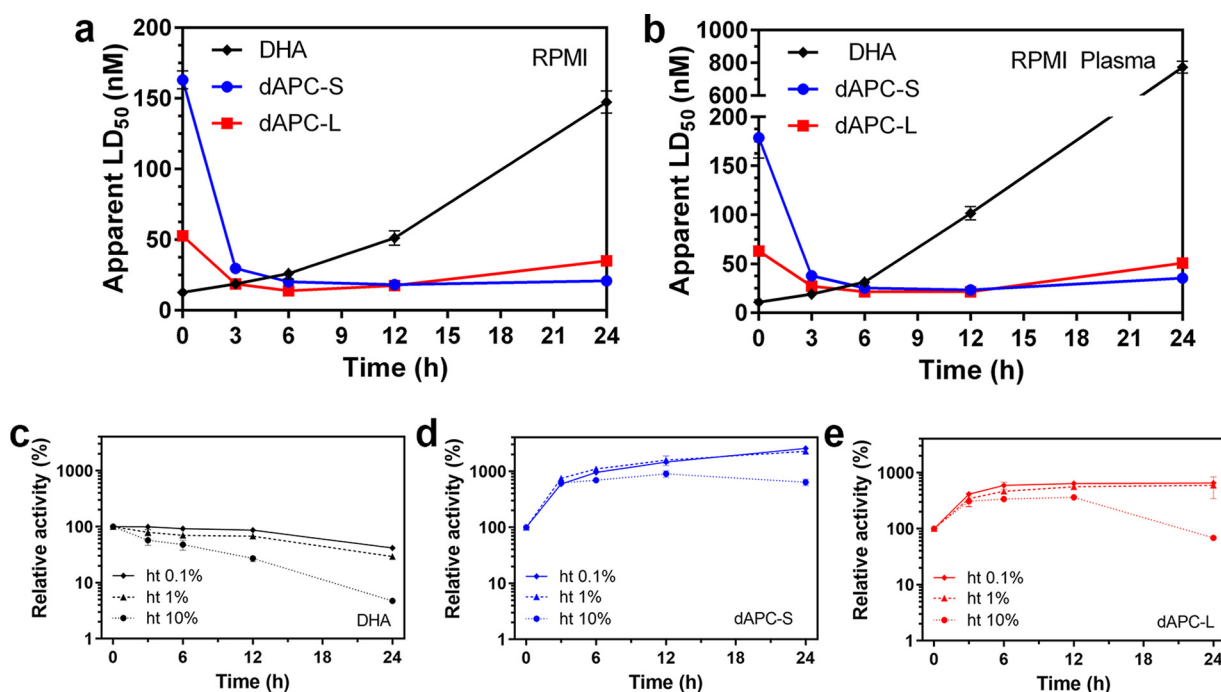 a
Apparent LD50 (nM)
200
150
100
50
0
DHA
dAPC-S
dAPC-L
RPMI
0 3 6 9 12 15 18 21 24
Time (h)
b
Apparent LD50 (nM)
1000
800
600
200
150
100
50
0
DHA
dAPC-S
dAPC-L
RPMI Plasma
0 3 6 9 12 15 18 21 24
Time (h)
c
Relative activity (%)
1000
100
10
1
ht 0.1%
ht 1%
ht 10%
DHA
0 6 12 18 24
Time (h)
d
Relative activity (%)
1000
100
10
1
ht 0.1%
ht 1%
ht 10%
dAPC-S
0 6 12 18 24
Time (h)
e
Relative activity (%)
1000
100
10
1
ht 0.1%
ht 1%
ht 10%
dAPC-L
0 6 12 18 24
Time (h)